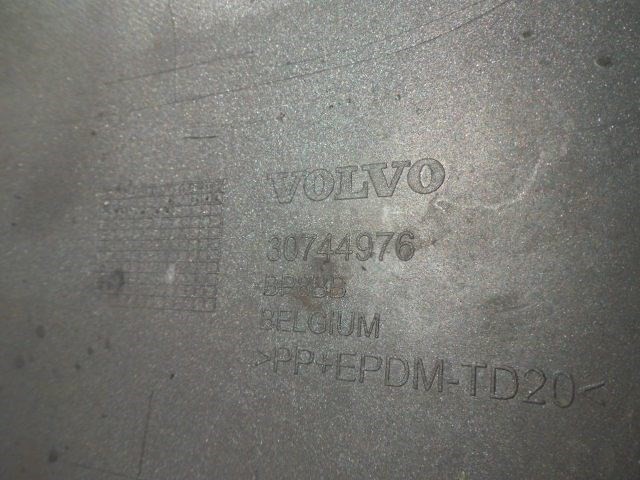 VOLVO
30744976
BELGIUM
>PP+EPDM-TD20<